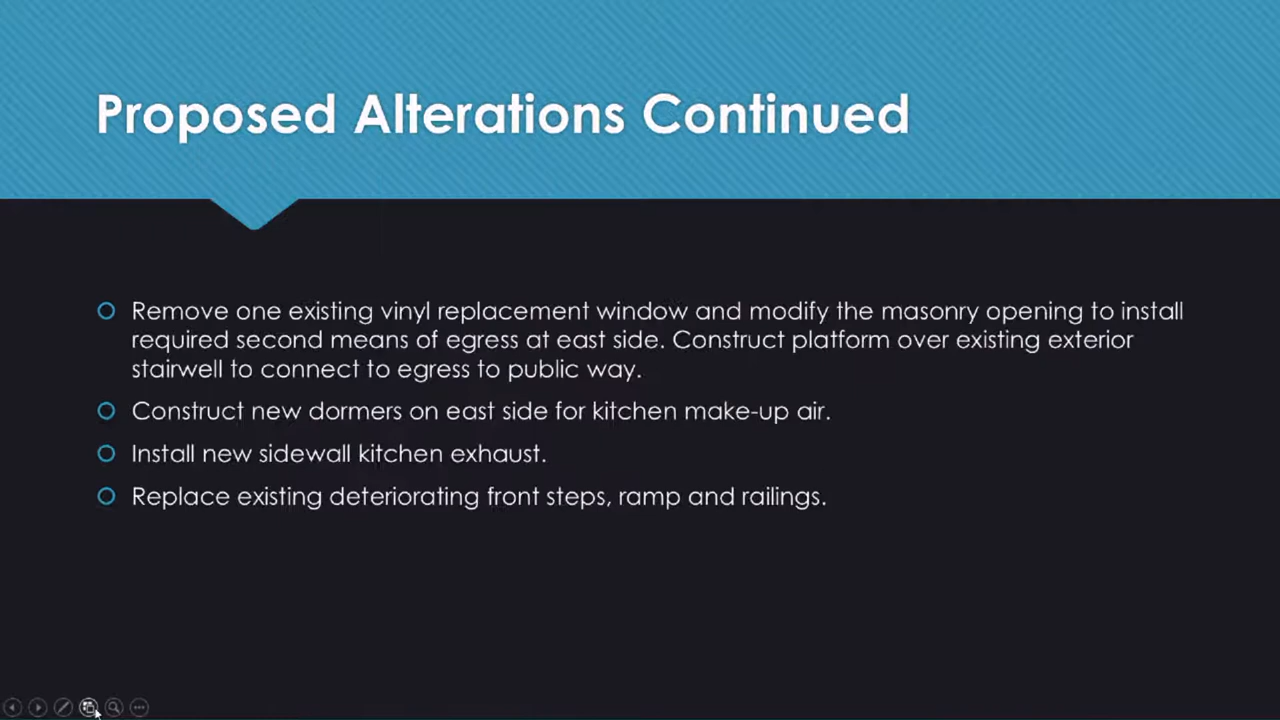 Proposed Alterations Continued
Remove one existing vinyl replacement window and modify the masonry opening to install
required second means of egress at east side. Construct platform over existing exterior
stairwell to connect to egress to public way.
Construct new dormers on east side for kitchen make-up air.
Install new sidewall kitchen exhaust.
Replace existing deteriorating front steps, ramp and railings.